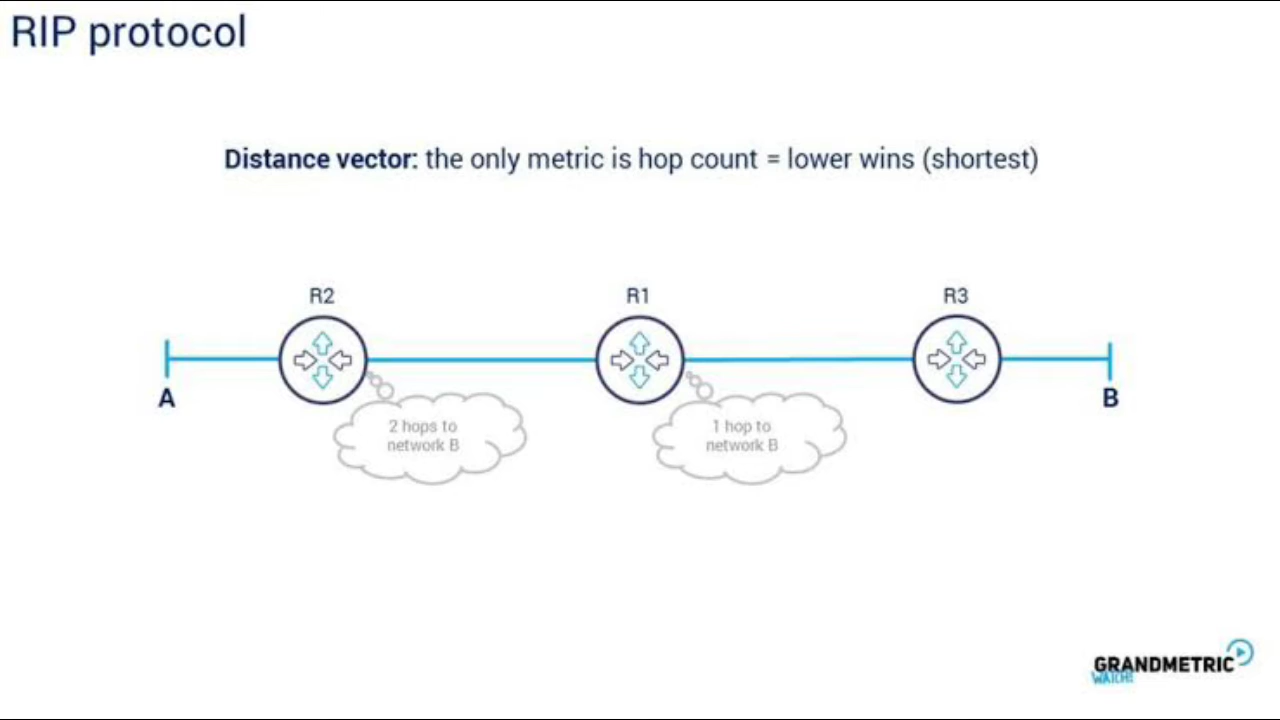 RIP protocol
Distance vector: the only metric is hop count = lower wins (shortest)
R2
R1
R3
A
B
2 hops to
network B
1 hop to
network B
GRANDMETRIC
WATCH!